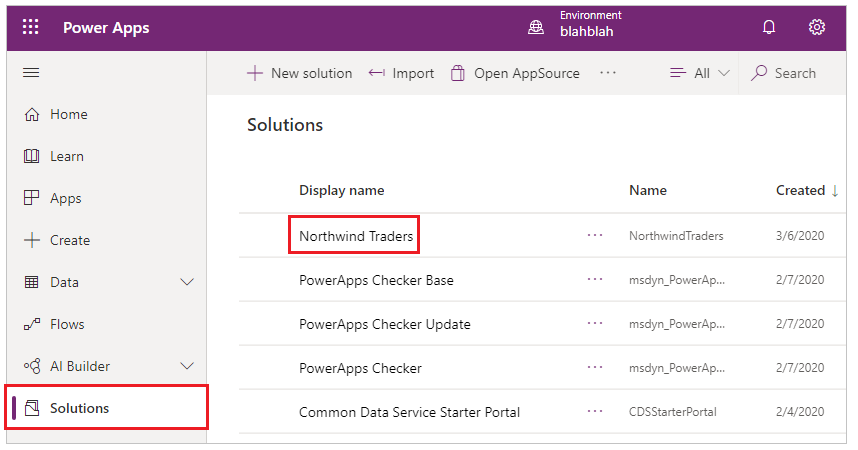 Power Apps
Environment
blahblah
New solution
Import
Open AppSource
···
All
Search
Home
Learn
Apps
Create
Data
Flows
AI Builder
Solutions
Solutions
Display name Name Created
Northwind Traders ··· NorthwindTraders 3/6/2020
PowerApps Checker Base ··· msdyn_PowerAp... 2/7/2020
PowerApps Checker Update ··· msdyn_PowerAp... 2/7/2020
PowerApps Checker ··· msdyn_PowerAp... 2/7/2020
Common Data Service Starter Portal ··· CDSStarterPortal 2/4/2020